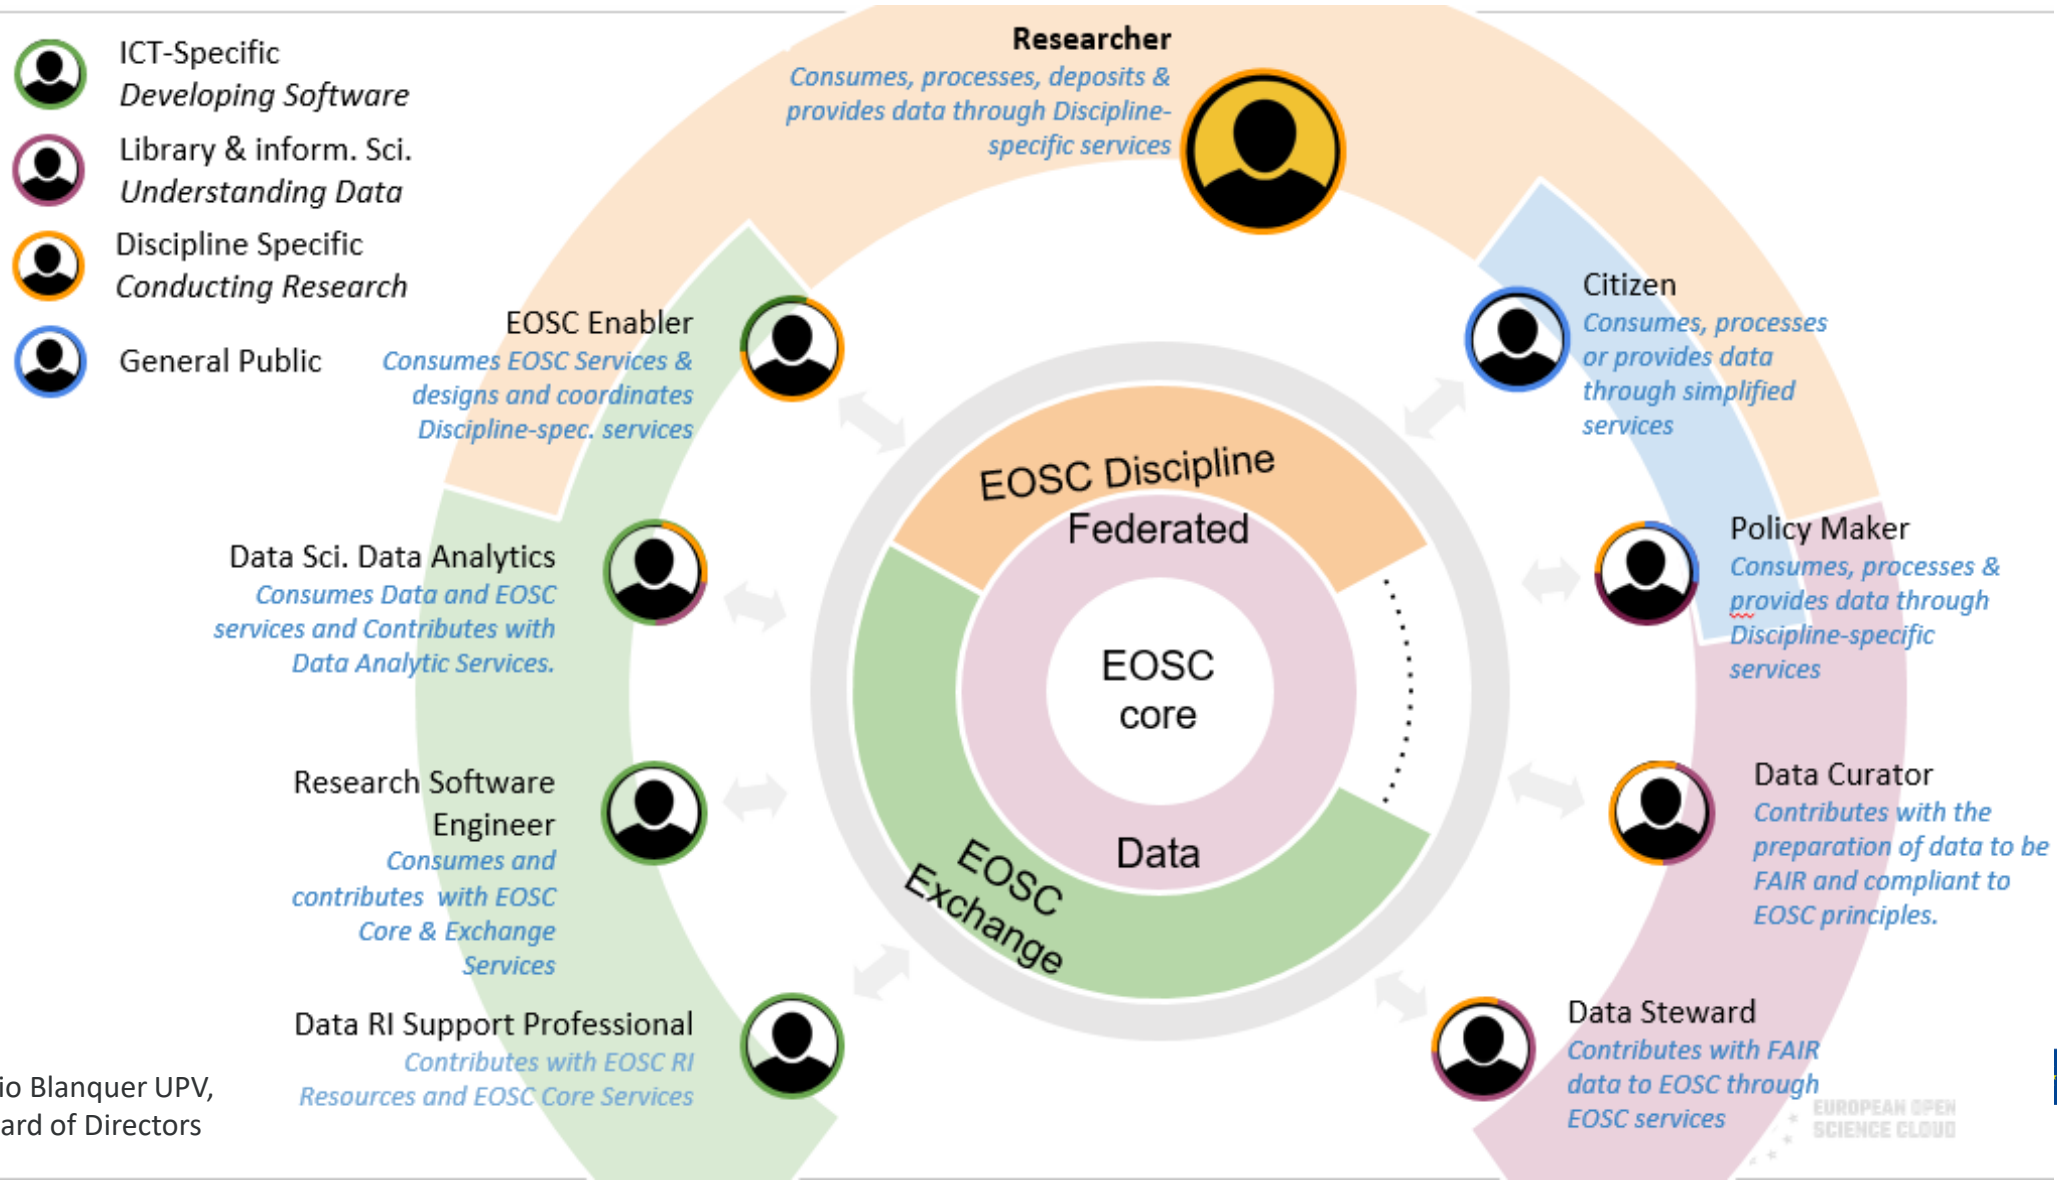 ICT-Specific
Developing Software
Library & inform. Sci.
Understanding Data
Discipline Specific
Conducting Research
General Public
Researcher
Consumes, processes, deposits &
provides data through Discipline-
specific services
EOSC Enabler
Consumes EOSC Services &
designs and coordinates
Discipline-spec. services
Citizen
Consumes, processes
or provides data
through simplified
services
Data Sci. Data Analytics
Consumes Data and EOSC
services and Contributes with
Data Analytic Services.
Policy Maker
Consumes, processes &
provides data through
Discipline-specific
services
EOSC Discipline
Federated
EOSC
core
Data
EOSC
Exchange
Research Software
Engineer
Consumes and
contributes with EOSC
Core & Exchange
Services
Data Curator
Contributes with the
preparation of data to be
FAIR and compliant to
EOSC principles.
Data RI Support Professional
Contributes with EOSC RI
Resources and EOSC Core Services
Data Steward
Contributes with FAIR
data to EOSC through
EOSC services
io Blanquer UPV,
ard of Directors
EUROPEAN OPEN
SCIENCE CLOUD